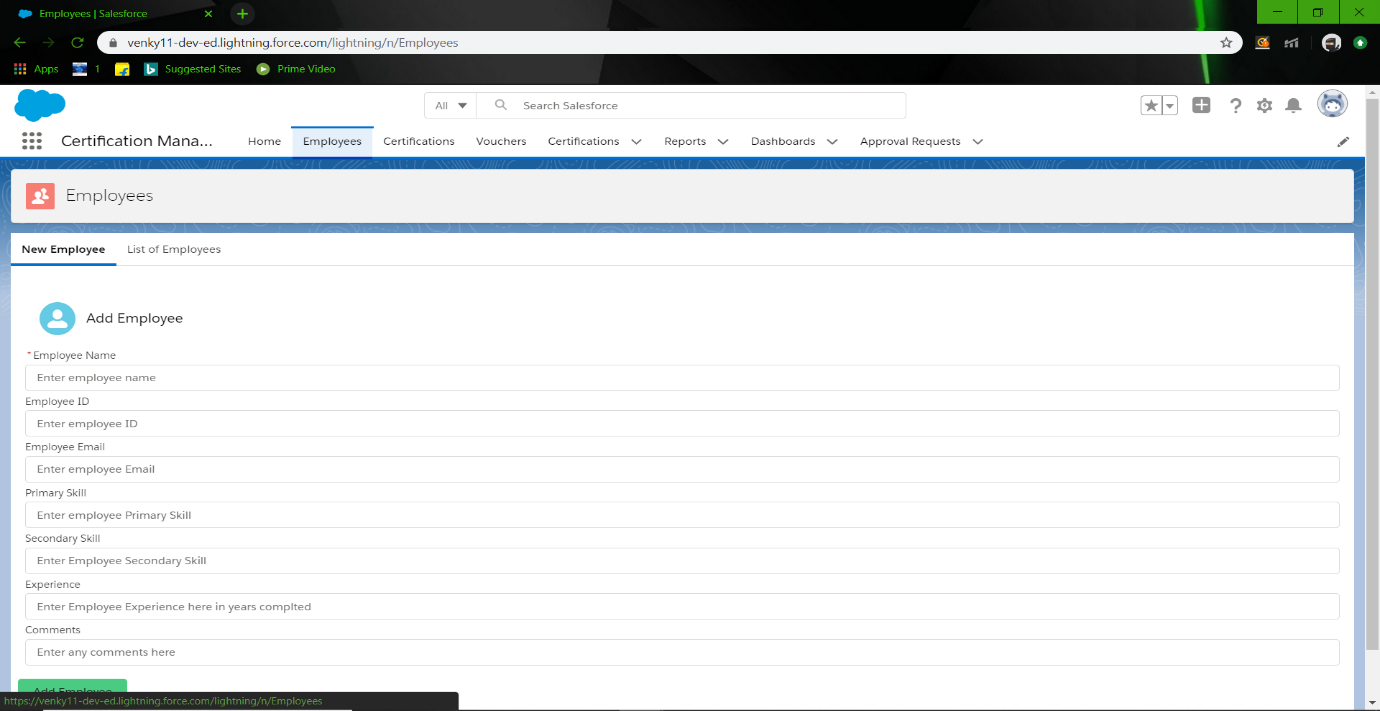 Employees | Salesforce
venky11-dev-ed.lightning.force.com/lightning/n/Employees
Apps 1 Suggested Sites Prime Video
All Search Salesforce
Certification Mana... Home Employees Certifications Vouchers Certifications Reports Dashboards Approval Requests
Employees
New Employee List of Employees
Add Employee
* Employee Name
Enter employee name
Employee ID
Enter employee ID
Employee Email
Enter employee Email
Primary Skill
Enter employee Primary Skill
Secondary Skill
Enter Employee Secondary Skill
Experience
Enter Employee Experience here in years complted
Comments
Enter any comments here
Add Employee
https://venky11-dev-ed.lightning.force.com/lightning/n/Employees